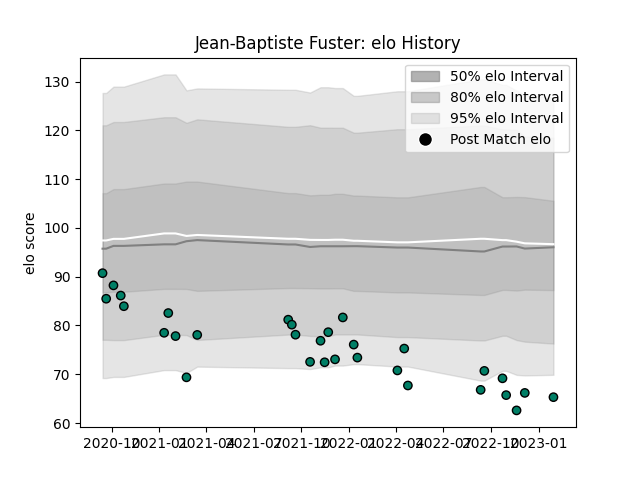 Jean-Baptiste Fuster: elo History
50% elo Interval
80% elo Interval
95% elo Interval
Post Match elo
elo score
130
120
110
100
90
80
70
60
2020-10 2021-01 2021-04 2021-07 2021-10 2022-01 2022-04 2022-07 2022-10 2023-01